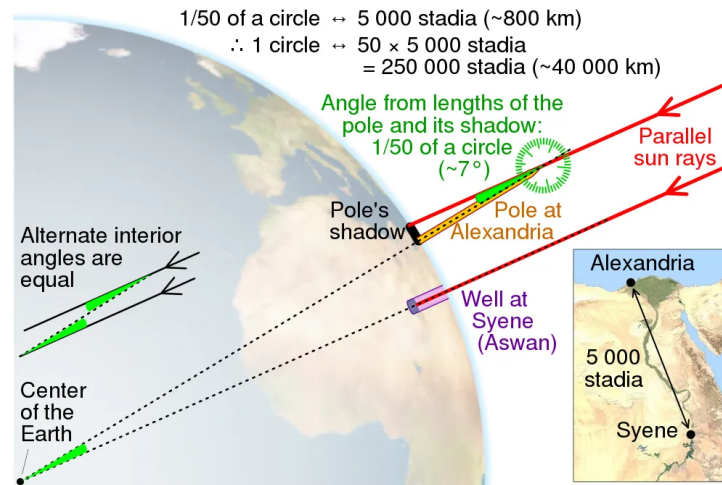 1/50 of a circle ↔ 5 000 stadia (~800 km)
∴ 1 circle ↔ 50 × 5 000 stadia
= 250 000 stadia (~40 000 km)
Angle from lengths of the
pole and its shadow:
1/50 of a circle
(~7°)
Parallel
sun rays
Pole's
shadow
Pole at
Alexandria
Alternate interior
angles are
equal
Well at
Syene
(Aswan)
Center
of the
Earth
Alexandria
5 000
stadia
Syene